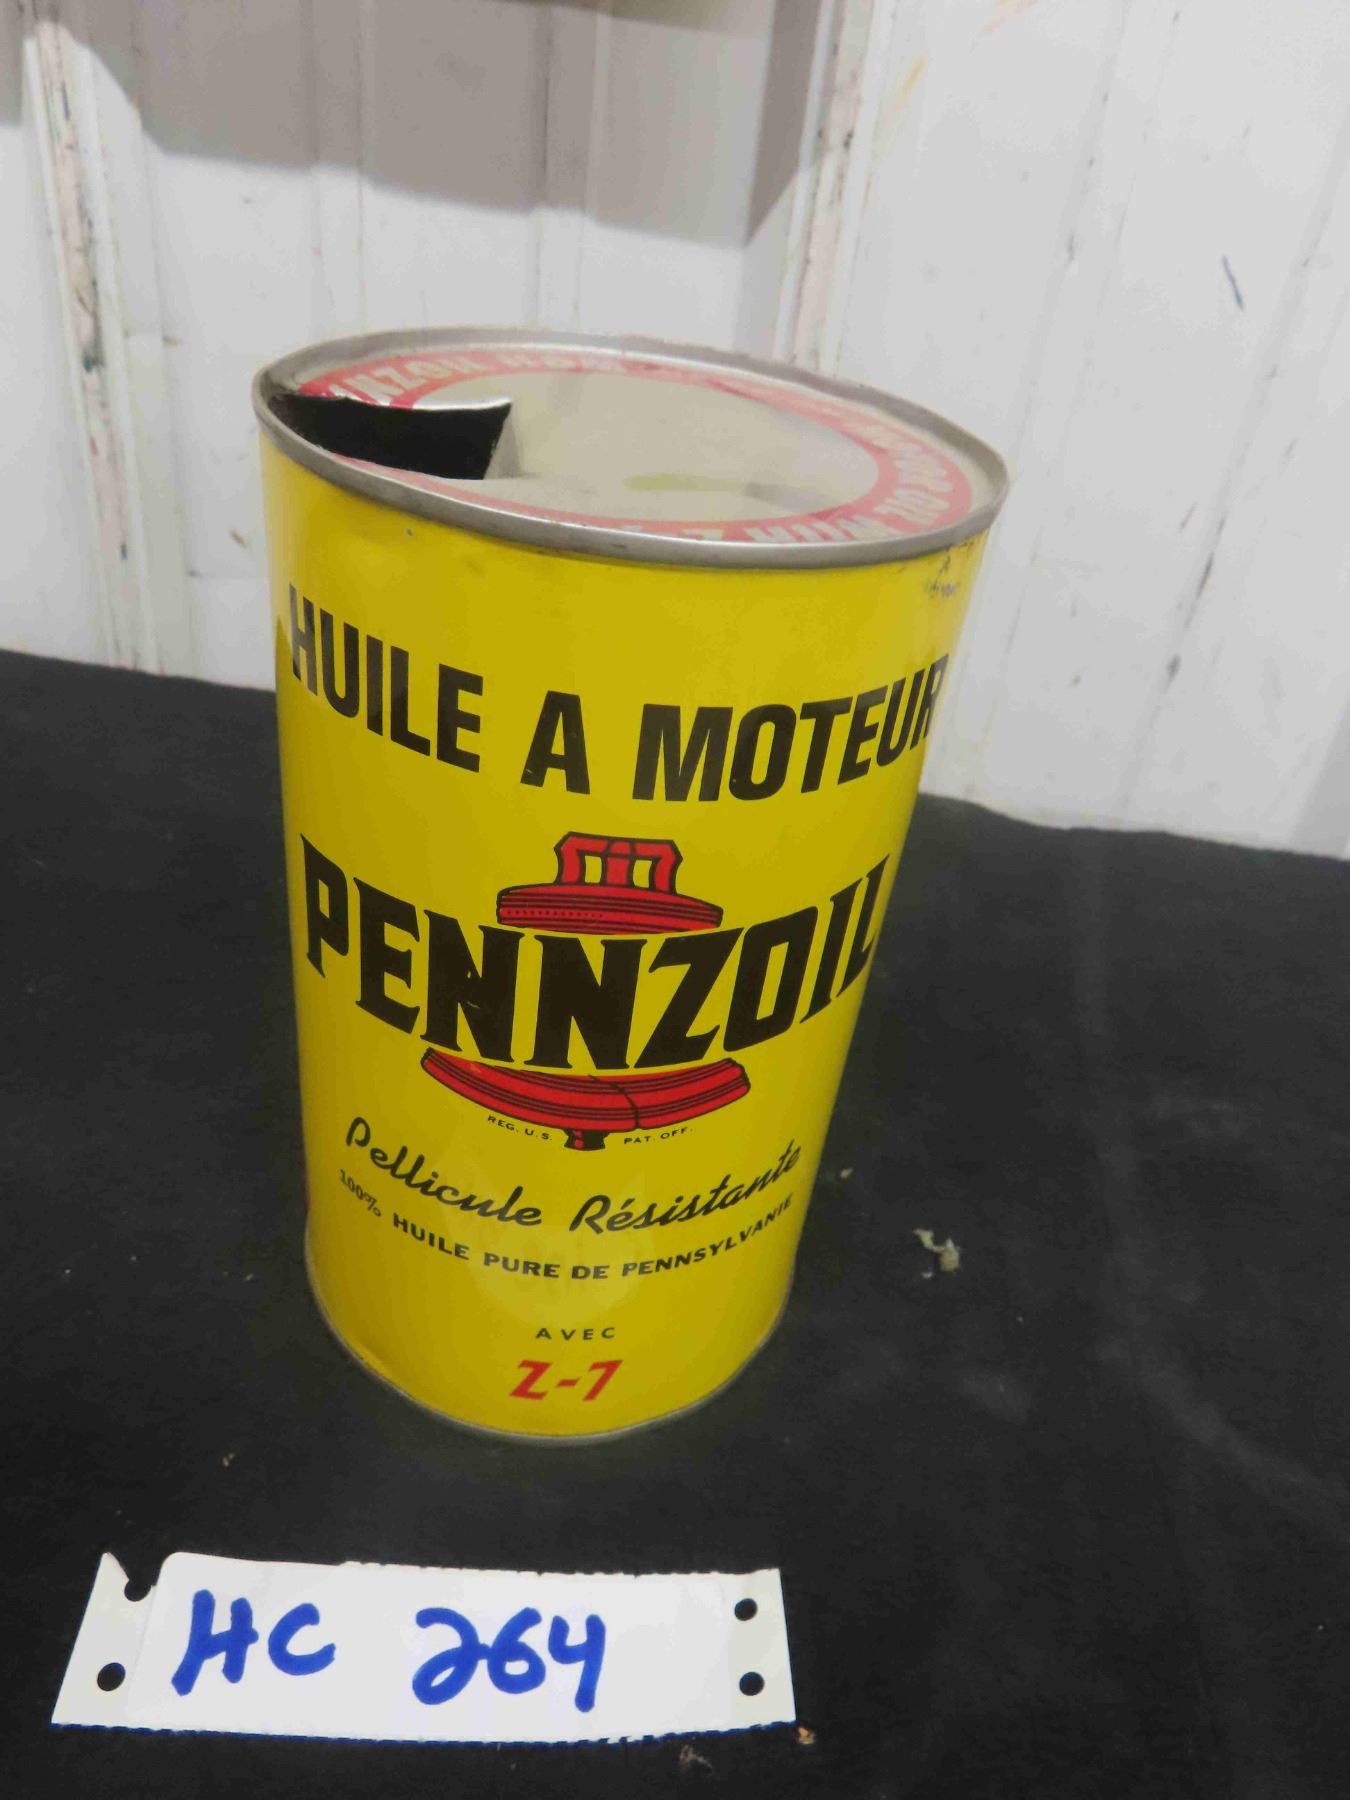 HUILE A MOTEUR
PENNZOIL
REG. U.S. PAT. OFF.
Pellicule Résistante
100% HUILE PURE DE PENNSYLVANIE
AVEC
Z-7
HC 264